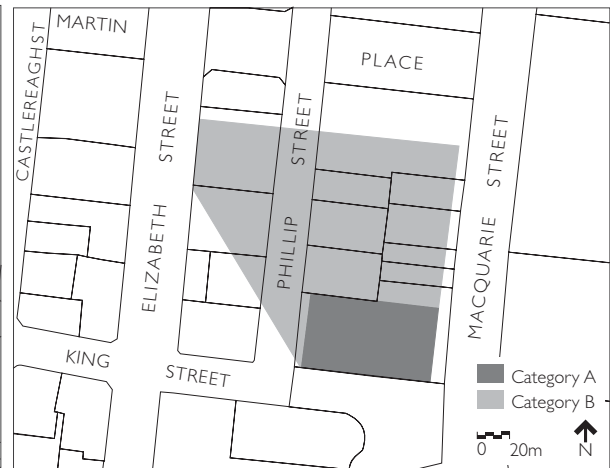 MARTIN
PLACE
CASTLEREAGH ST
ELIZABETH STREET
PHILLIP STREET
MACQUARIE STREET
KING STREET
Category A
Category B
0 20m
N